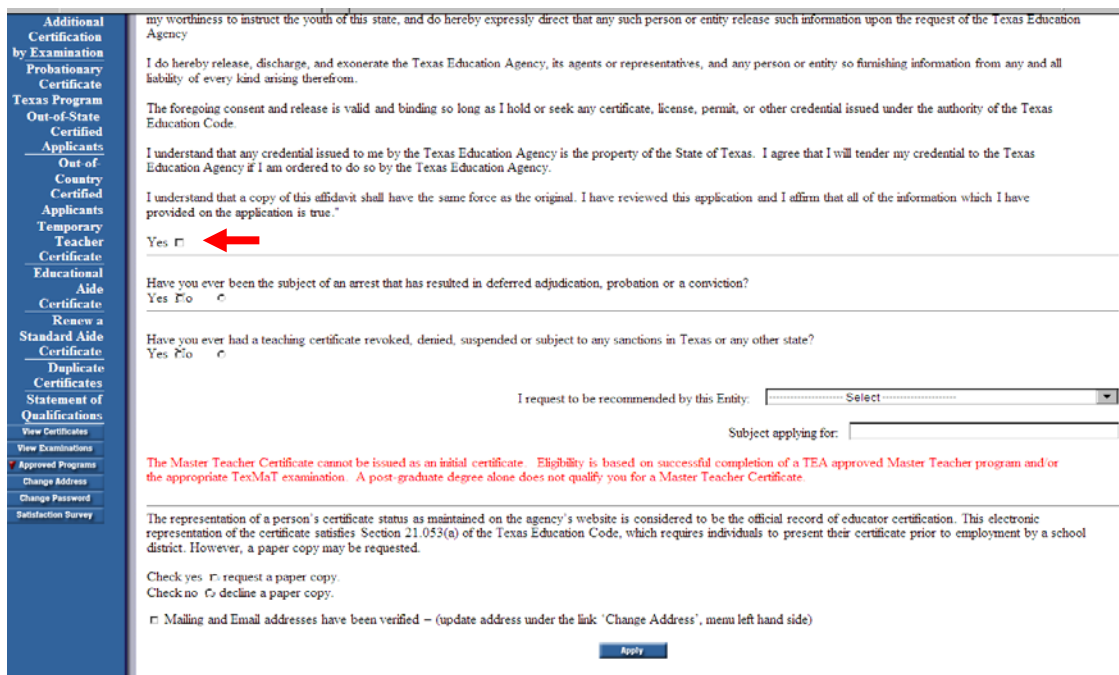 Additional
Certification
by Examination
Probationary
Certificate
Texas Program
Out-of-State
Certified
Applicants
Out-of-
Country
Certified
Applicants
Temporary
Teacher
Certificate
Educational
Aide
Certificate
Renew a
Standard Aide
Certificate
Duplicate
Certificates
Statement of
Qualifications
View Certificates
View Examinations
Approved Programs
Change Address
Change Password
Satisfaction Survey
my worthiness to instruct the youth of this state, and do hereby expressly direct that any such person or entity release such information upon the request of the Texas Education
Agency
I do hereby release, discharge, and exonerate the Texas Education Agency, its agents or representatives, and any person or entity so furnishing information from any and all
liability of every kind arising therefrom.
The foregoing consent and release is valid and binding so long as I hold or seek any certificate, license, permit, or other credential issued under the authority of the Texas
Education Code.
I understand that any credential issued to me by the Texas Education Agency is the property of the State of Texas. I agree that I will tender my credential to the Texas
Education Agency if I am ordered to do so by the Texas Education Agency.
I understand that a copy of this affidavit shall have the same force as the original. I have reviewed this application and I affirm that all of the information which I have
provided on the application is true."
Yes
Have you ever been the subject of an arrest that has resulted in deferred adjudication, probation or a conviction?
Yes No
Have you ever had a teaching certificate revoked, denied, suspended or subject to any sanctions in Texas or any other state?
Yes No
I request to be recommended by this Entity: -------------------- Select --------------------
Subject applying for:
The Master Teacher Certificate cannot be issued as an initial certificate. Eligibility is based on successful completion of a TEA approved Master Teacher program and/or
the appropriate TexMaT examination. A post-graduate degree alone does not qualify you for a Master Teacher Certificate.
The representation of a person's certificate status as maintained on the agency's website is considered to be the official record of educator certification. This electronic
representation of the certificate satisfies Section 21.053(a) of the Texas Education Code, which requires individuals to present their certificate prior to employment by a school
district. However, a paper copy may be requested.
Check yes request a paper copy.
Check no decline a paper copy.
Mailing and Email addresses have been verified – (update address under the link 'Change Address', menu left hand side)
Apply